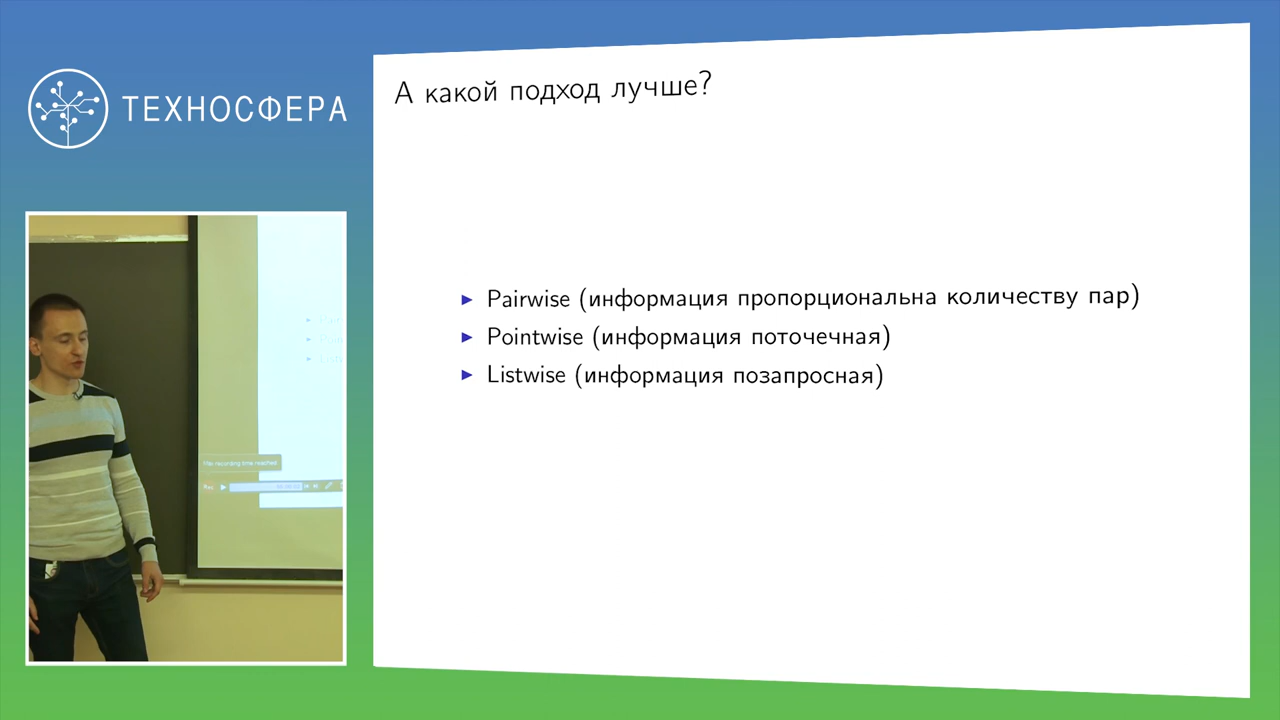 ТЕХНОСФЕРА
А какой подход лучше?
Pairwise (информация пропорциональна количеству пар)
Pointwise (информация поточечная)
Listwise (информация позапросная)